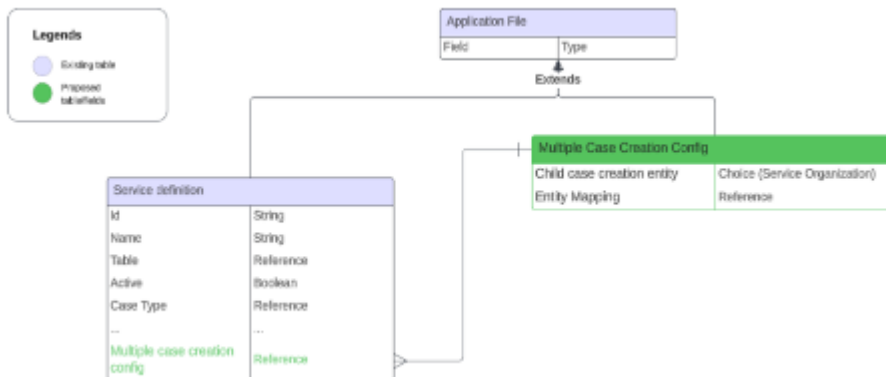 Legends
Existing table
Proposed
table/fields
Application File
Field Type
Extends
Multiple Case Creation Config
Child case creation entity Choice (Service Organization)
Entity Mapping Reference
Service definition
Id String
Name String
Table Reference
Active Boolean
Case Type Reference
... ...
Multiple case creation
config Reference